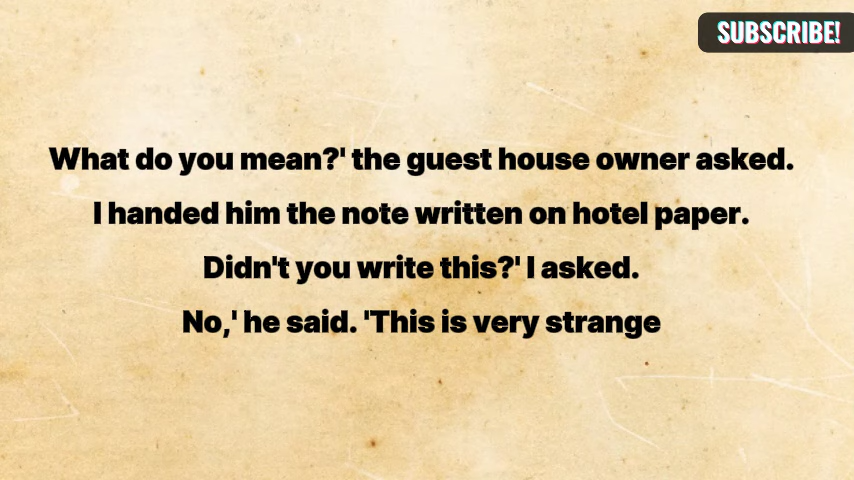 SUBSCRIBE!
What do you mean?' the guest house owner asked.
I handed him the note written on hotel paper.
Didn't you write this?' I asked.
No,' he said. 'This is very strange